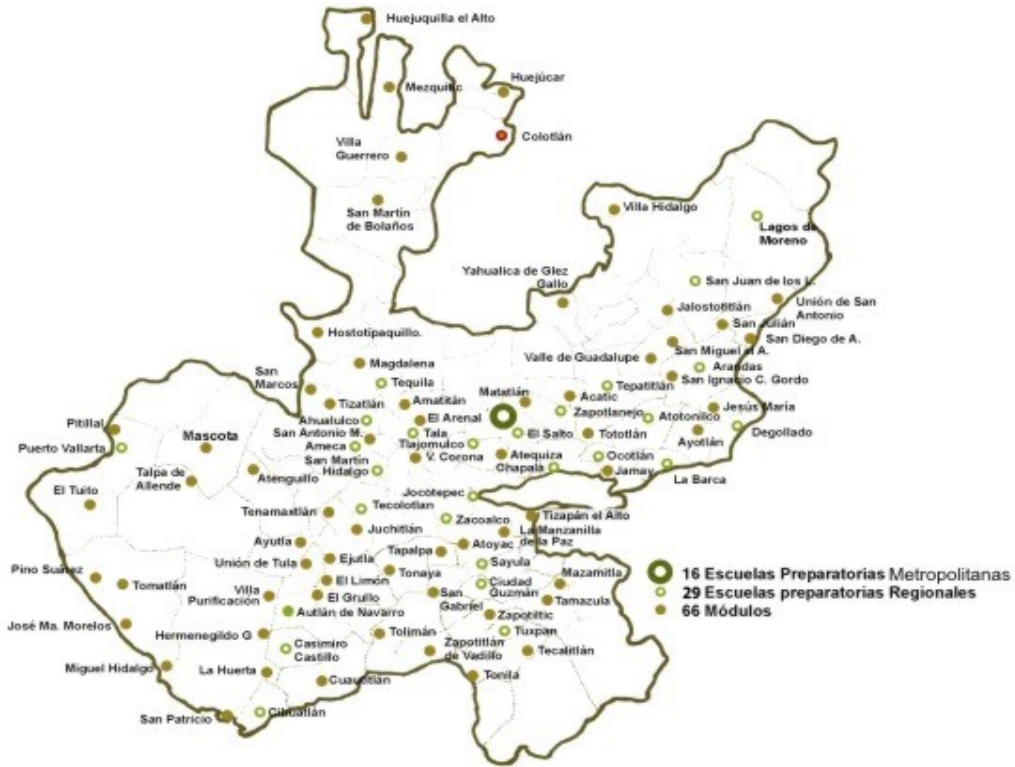 Huejuquilla el Alto
Huejúcar
Mezquitic
Colotlán
Villa
Guerrero
San Martin
de Bolaños
Villa Hidalgo
Lagos de
Moreno
Yahualica de Glez
Gallo
San Juan de los L.
Jalostotitlán
Unión de San
Antonio
San Julián
San Diego de A.
Hostotipaquillo.
San Miguel el A.
Valle de Guadalupe
Magdalena
Arandas
San Ignacio C. Gordo
San
Marcos
Tequila
Tepatitlán
Matatlán
Acatic
Tizatlán
Amatitán
Jesús María
Zapotlanejo
Atotonilco
Ahualulco
El Arenal
Pitillal
Degollado
San Antonio M.
Tala
El Salto
Tototlán
Ayotlán
Mascota
Puerto Vallarta
Ameca
Tlajomulco
V. Corona
Atequiza
Ocotlán
San Martín
Hidalgo
Chapala
Jamay
La Barca
Talpa de
Allende
Atenguillo
El Tuito
Jocotepec
Tenamaxtlán
Tecolotlan
Zacoalco
Tizapán el Alto
Juchitlán
La Manzanilla
de la Paz
Ayutla
Tapalpa
Atoyac
Unión de Tula
Ejutla
Sayula
Pino Suárez
Tonaya
Mazamitla
Tomatlán
El Limón
Ciudad
Guzmán
Villa
Purificación
El Grullo
San
Gabriel
Tamazula
Autlán de Navarro
Zapotiltic
José Ma. Morelos
Hermenegildo G
Tolimán
Tuxpan
Casimiro
Castillo
Zapotitlán
de Vadillo
Tecalitlán
Miguel Hidalgo
La Huerta
Cuautitlán
Tonila
San Patricio
Cihuatlán
16 Escuelas Preparatorias Metropolitanas
29 Escuelas preparatorias Regionales
66 Módulos